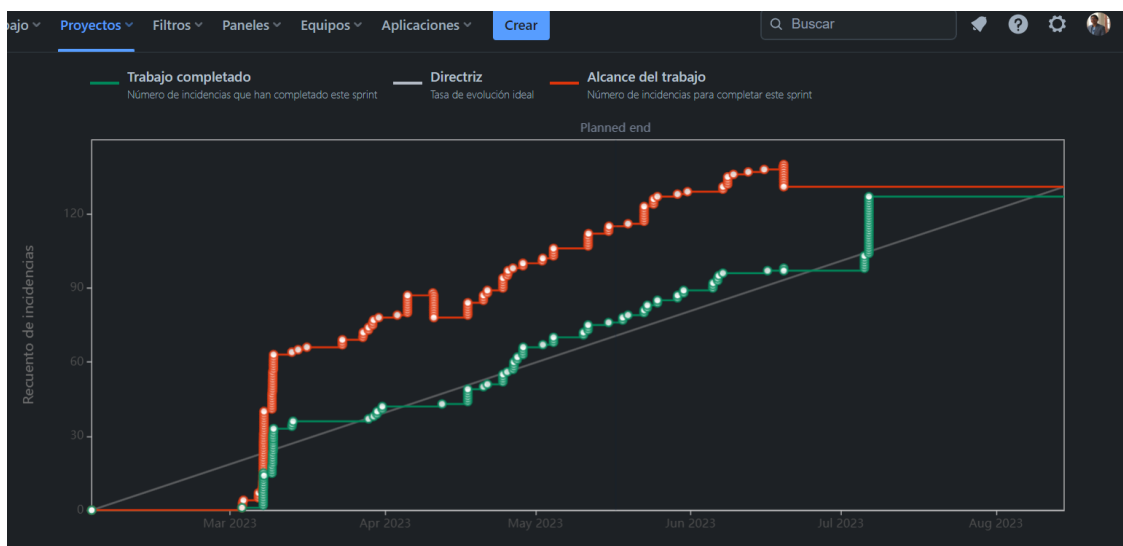 bajo Proyectos Filtros Paneles Equipos Aplicaciones Crear Buscar
Trabajo completado
Número de incidencias que han completado este sprint
Directriz
Tasa de evolución ideal
Alcance del trabajo
Número de incidencias para completar este sprint
Planned end
Recuento de incidencias
120
90
60
30
0
Mar 2023 Apr 2023 May 2023 Jun 2023 Jul 2023 Aug 2023